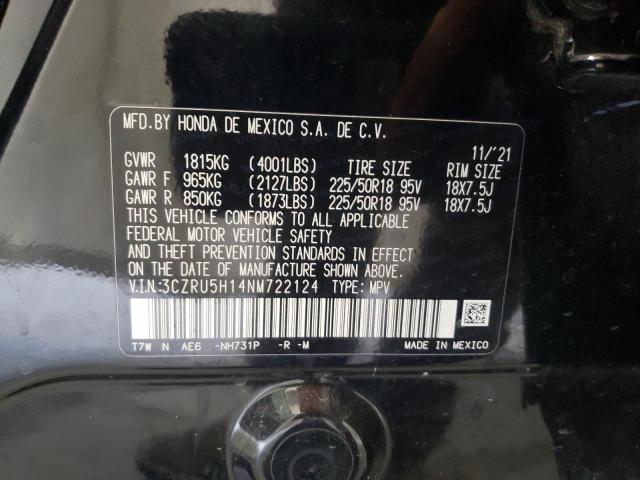 MFD.BY HONDA DE MEXICO S.A. DE C.V.
11/'21
GVWR 1815KG (4001LBS) TIRE SIZE RIM SIZE
GAWR F 965KG (2127LBS) 225/50R18 95V 18X7.5J
GAWR R 850KG (1873LBS) 225/50R18 95V 18X7.5J
THIS VEHICLE CONFORMS TO ALL APPLICABLE
FEDERAL MOTOR VEHICLE SAFETY
AND THEFT PREVENTION STANDARDS IN EFFECT
ON THE DATE OF MANUFACTURE SHOWN ABOVE.
V.I.N.:3CZRU5H14NM722124 TYPE: MPV
T7W N AE6 -NH731P -R -M MADE IN MEXICO